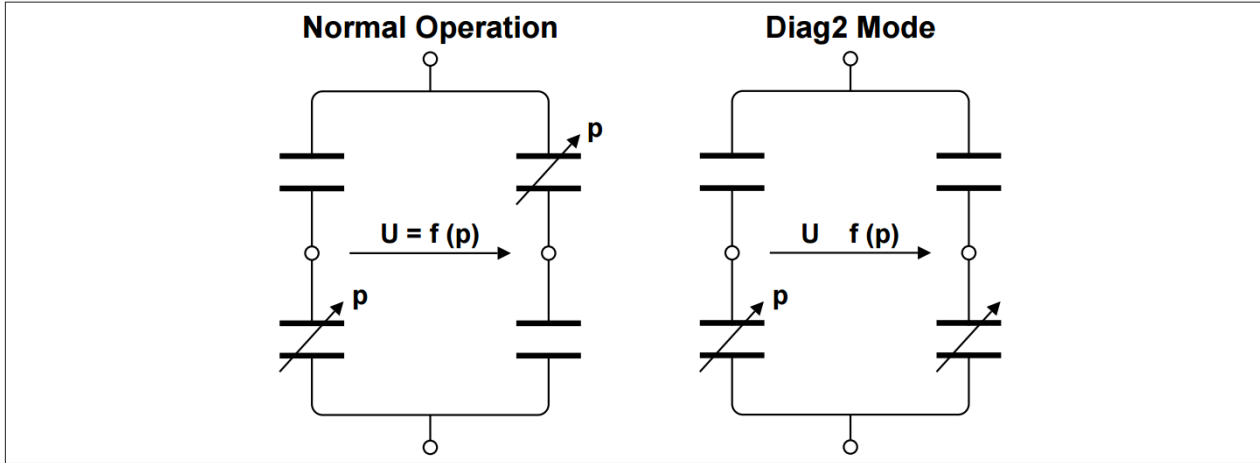 Normal Operation
Diag2 Mode
p
U = f (p)
U f (p)
p
p